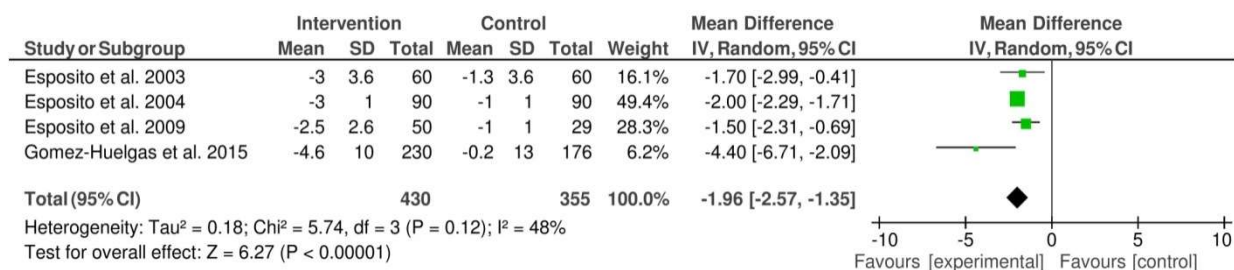 Intervention Control Mean Difference Mean Difference
Study or Subgroup Mean SD Total Mean SD Total Weight IV, Random, 95% CI IV, Random, 95% CI
Esposito et al. 2003 -3 3.6 60 -1.3 3.6 60 16.1% -1.70 [-2.99, -0.41]
Esposito et al. 2004 -3 1 90 -1 1 90 49.4% -2.00 [-2.29, -1.71]
Esposito et al. 2009 -2.5 2.6 50 -1 1 29 28.3% -1.50 [-2.31, -0.69]
Gomez-Huelgas et al. 2015 -4.6 10 230 -0.2 13 176 6.2% -4.40 [-6.71, -2.09]
Total (95% CI) 430 355 100.0% -1.96 [-2.57, -1.35]
Heterogeneity: Tau² = 0.18; Chi² = 5.74, df = 3 (P = 0.12); I² = 48%
Test for overall effect: Z = 6.27 (P < 0.00001)
-10 -5 0 5 10
Favours [experimental] Favours [control]